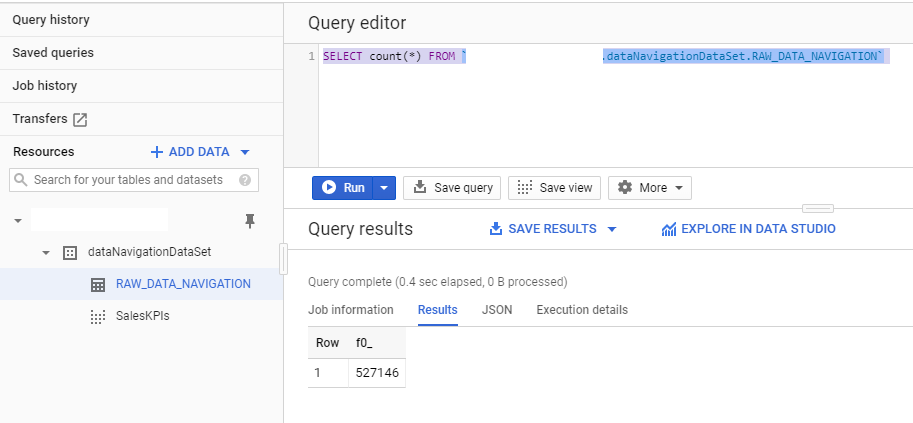 Query history
Saved queries
Job history
Transfers
Resources
ADD DATA
Search for your tables and datasets
dataNavigationDataSet
RAW_DATA_NAVIGATION
SalesKPIs
Query editor
1 SELECT count(*) FROM ` .dataNavigationDataSet.RAW_DATA_NAVIGATION`
Run Save query Save view More
Query results SAVE RESULTS EXPLORE IN DATA STUDIO
Query complete (0.4 sec elapsed, 0 B processed)
Job information Results JSON Execution details
Row f0_
1 527146